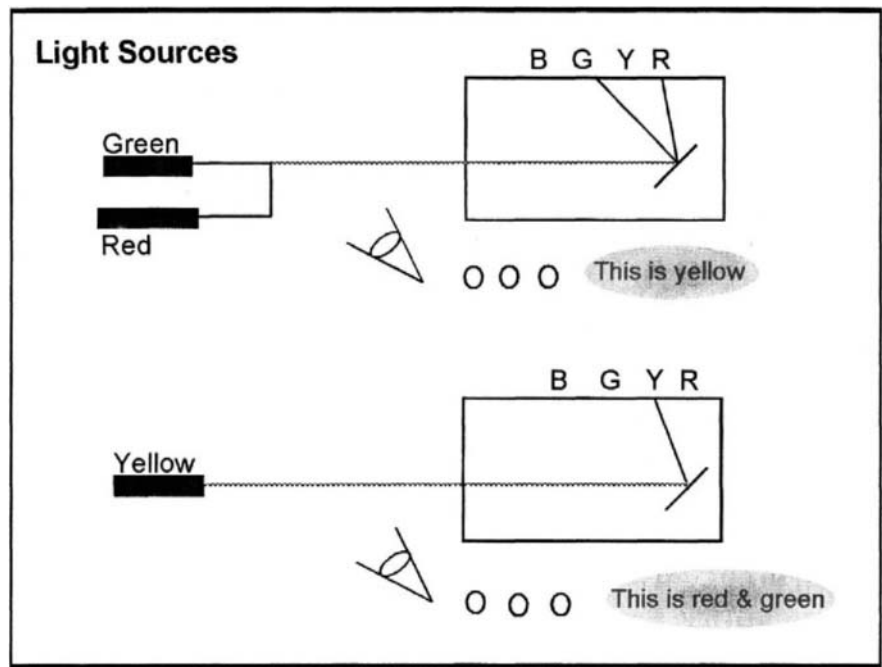 Light Sources
B G Y R
Green
Red
This is yellow
B G Y R
Yellow
This is red & green